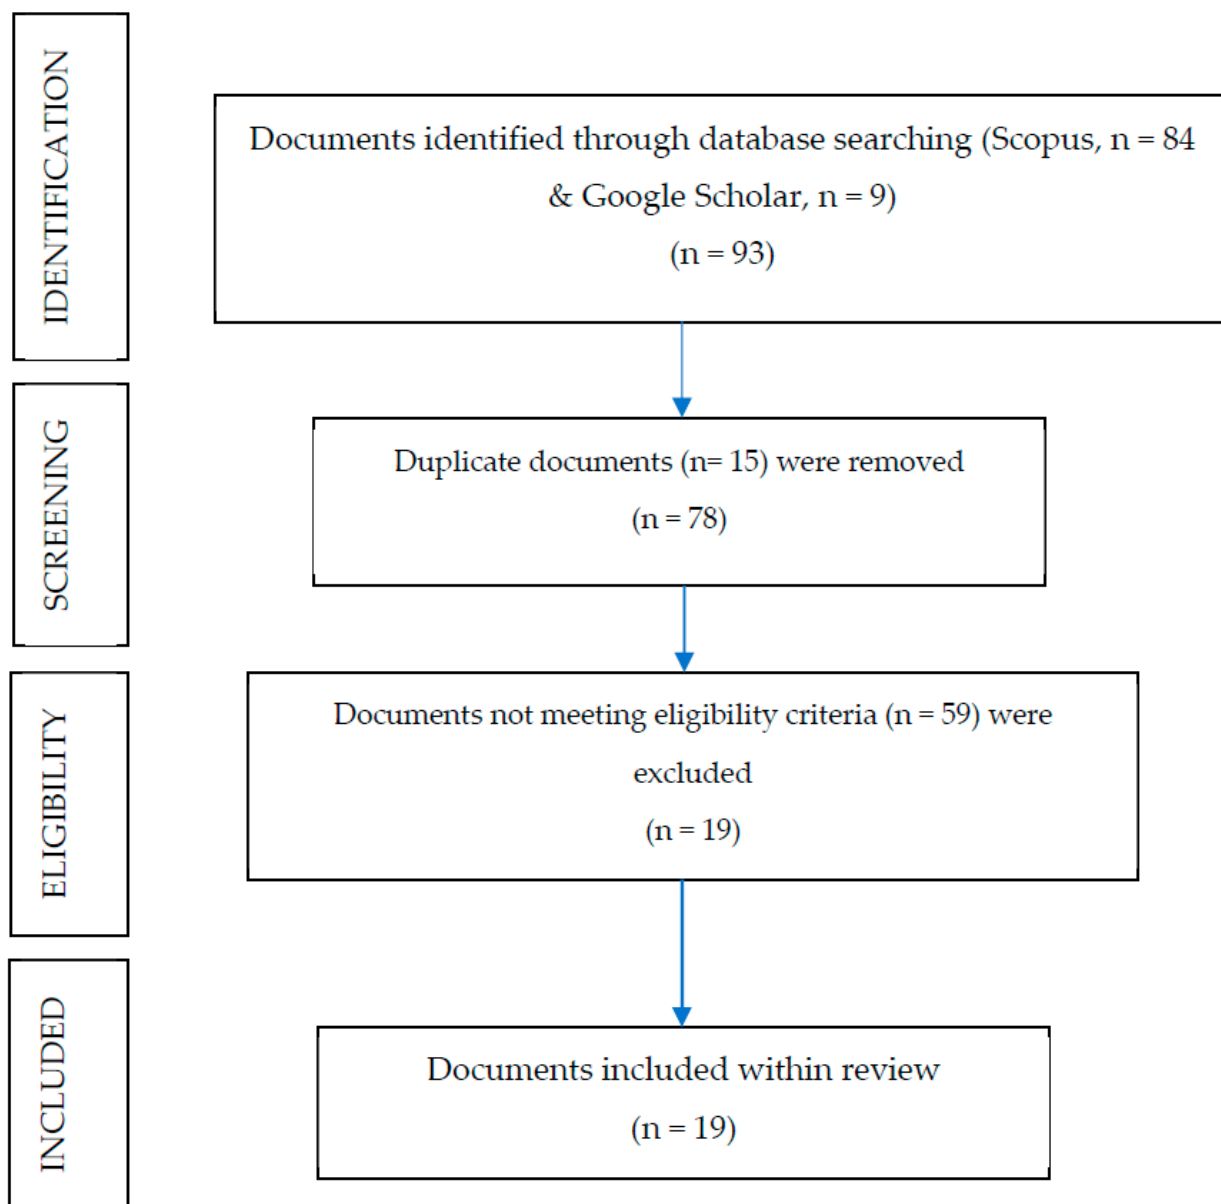 IDENTIFICATION
Documents identified through database searching (Scopus, n = 84
& Google Scholar, n = 9)
(n = 93)
SCREENING
Duplicate documents (n= 15) were removed
(n = 78)
ELIGIBILITY
Documents not meeting eligibility criteria (n = 59) were
excluded
(n = 19)
INCLUDED
Documents included within review
(n = 19)